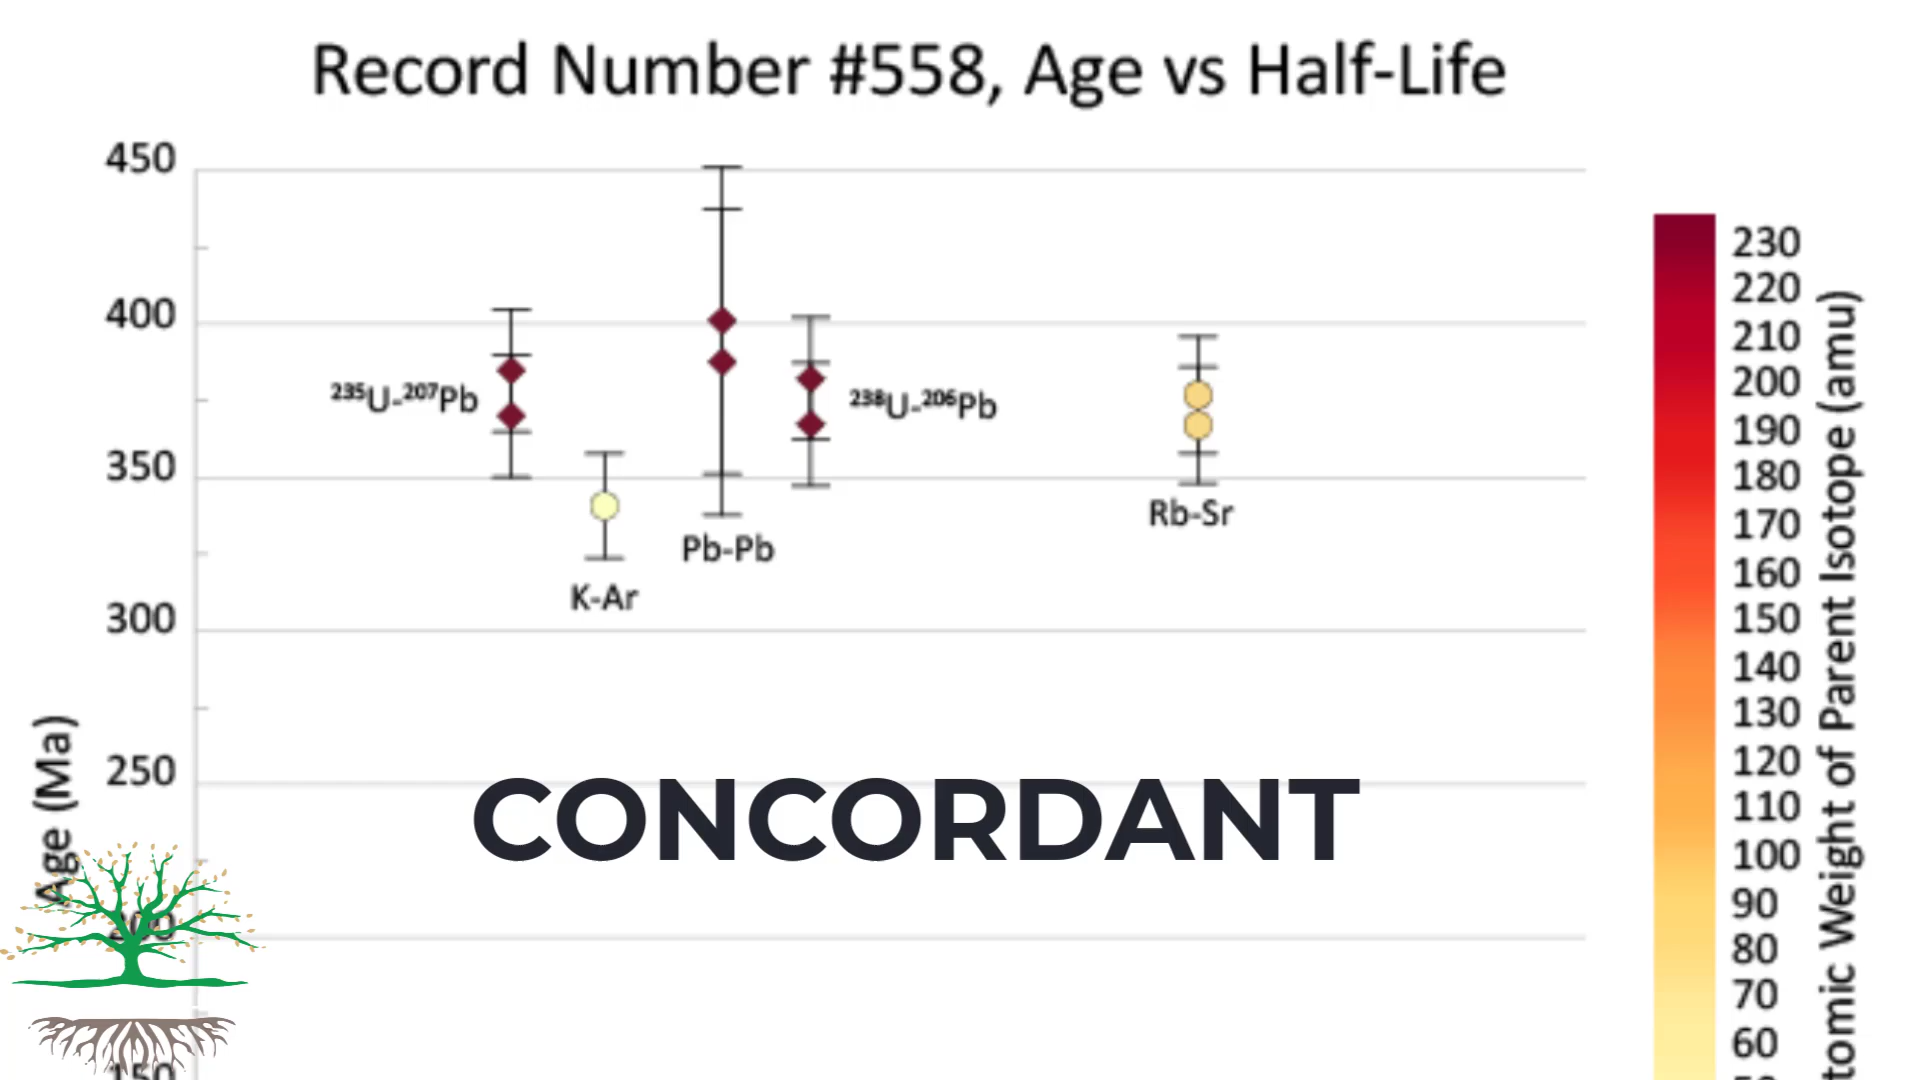 Record Number #558, Age vs Half-Life
450
400
350
300
250
200
Age (Ma)
²³⁵U-²⁰⁷Pb
K-Ar
Pb-Pb
²³⁸U-²⁰⁶Pb
Rb-Sr
CONCORDANT
230
220
210
200
190
180
170
160
150
140
130
120
110
100
90
80
70
60
Weight of Parent Isotope (amu)